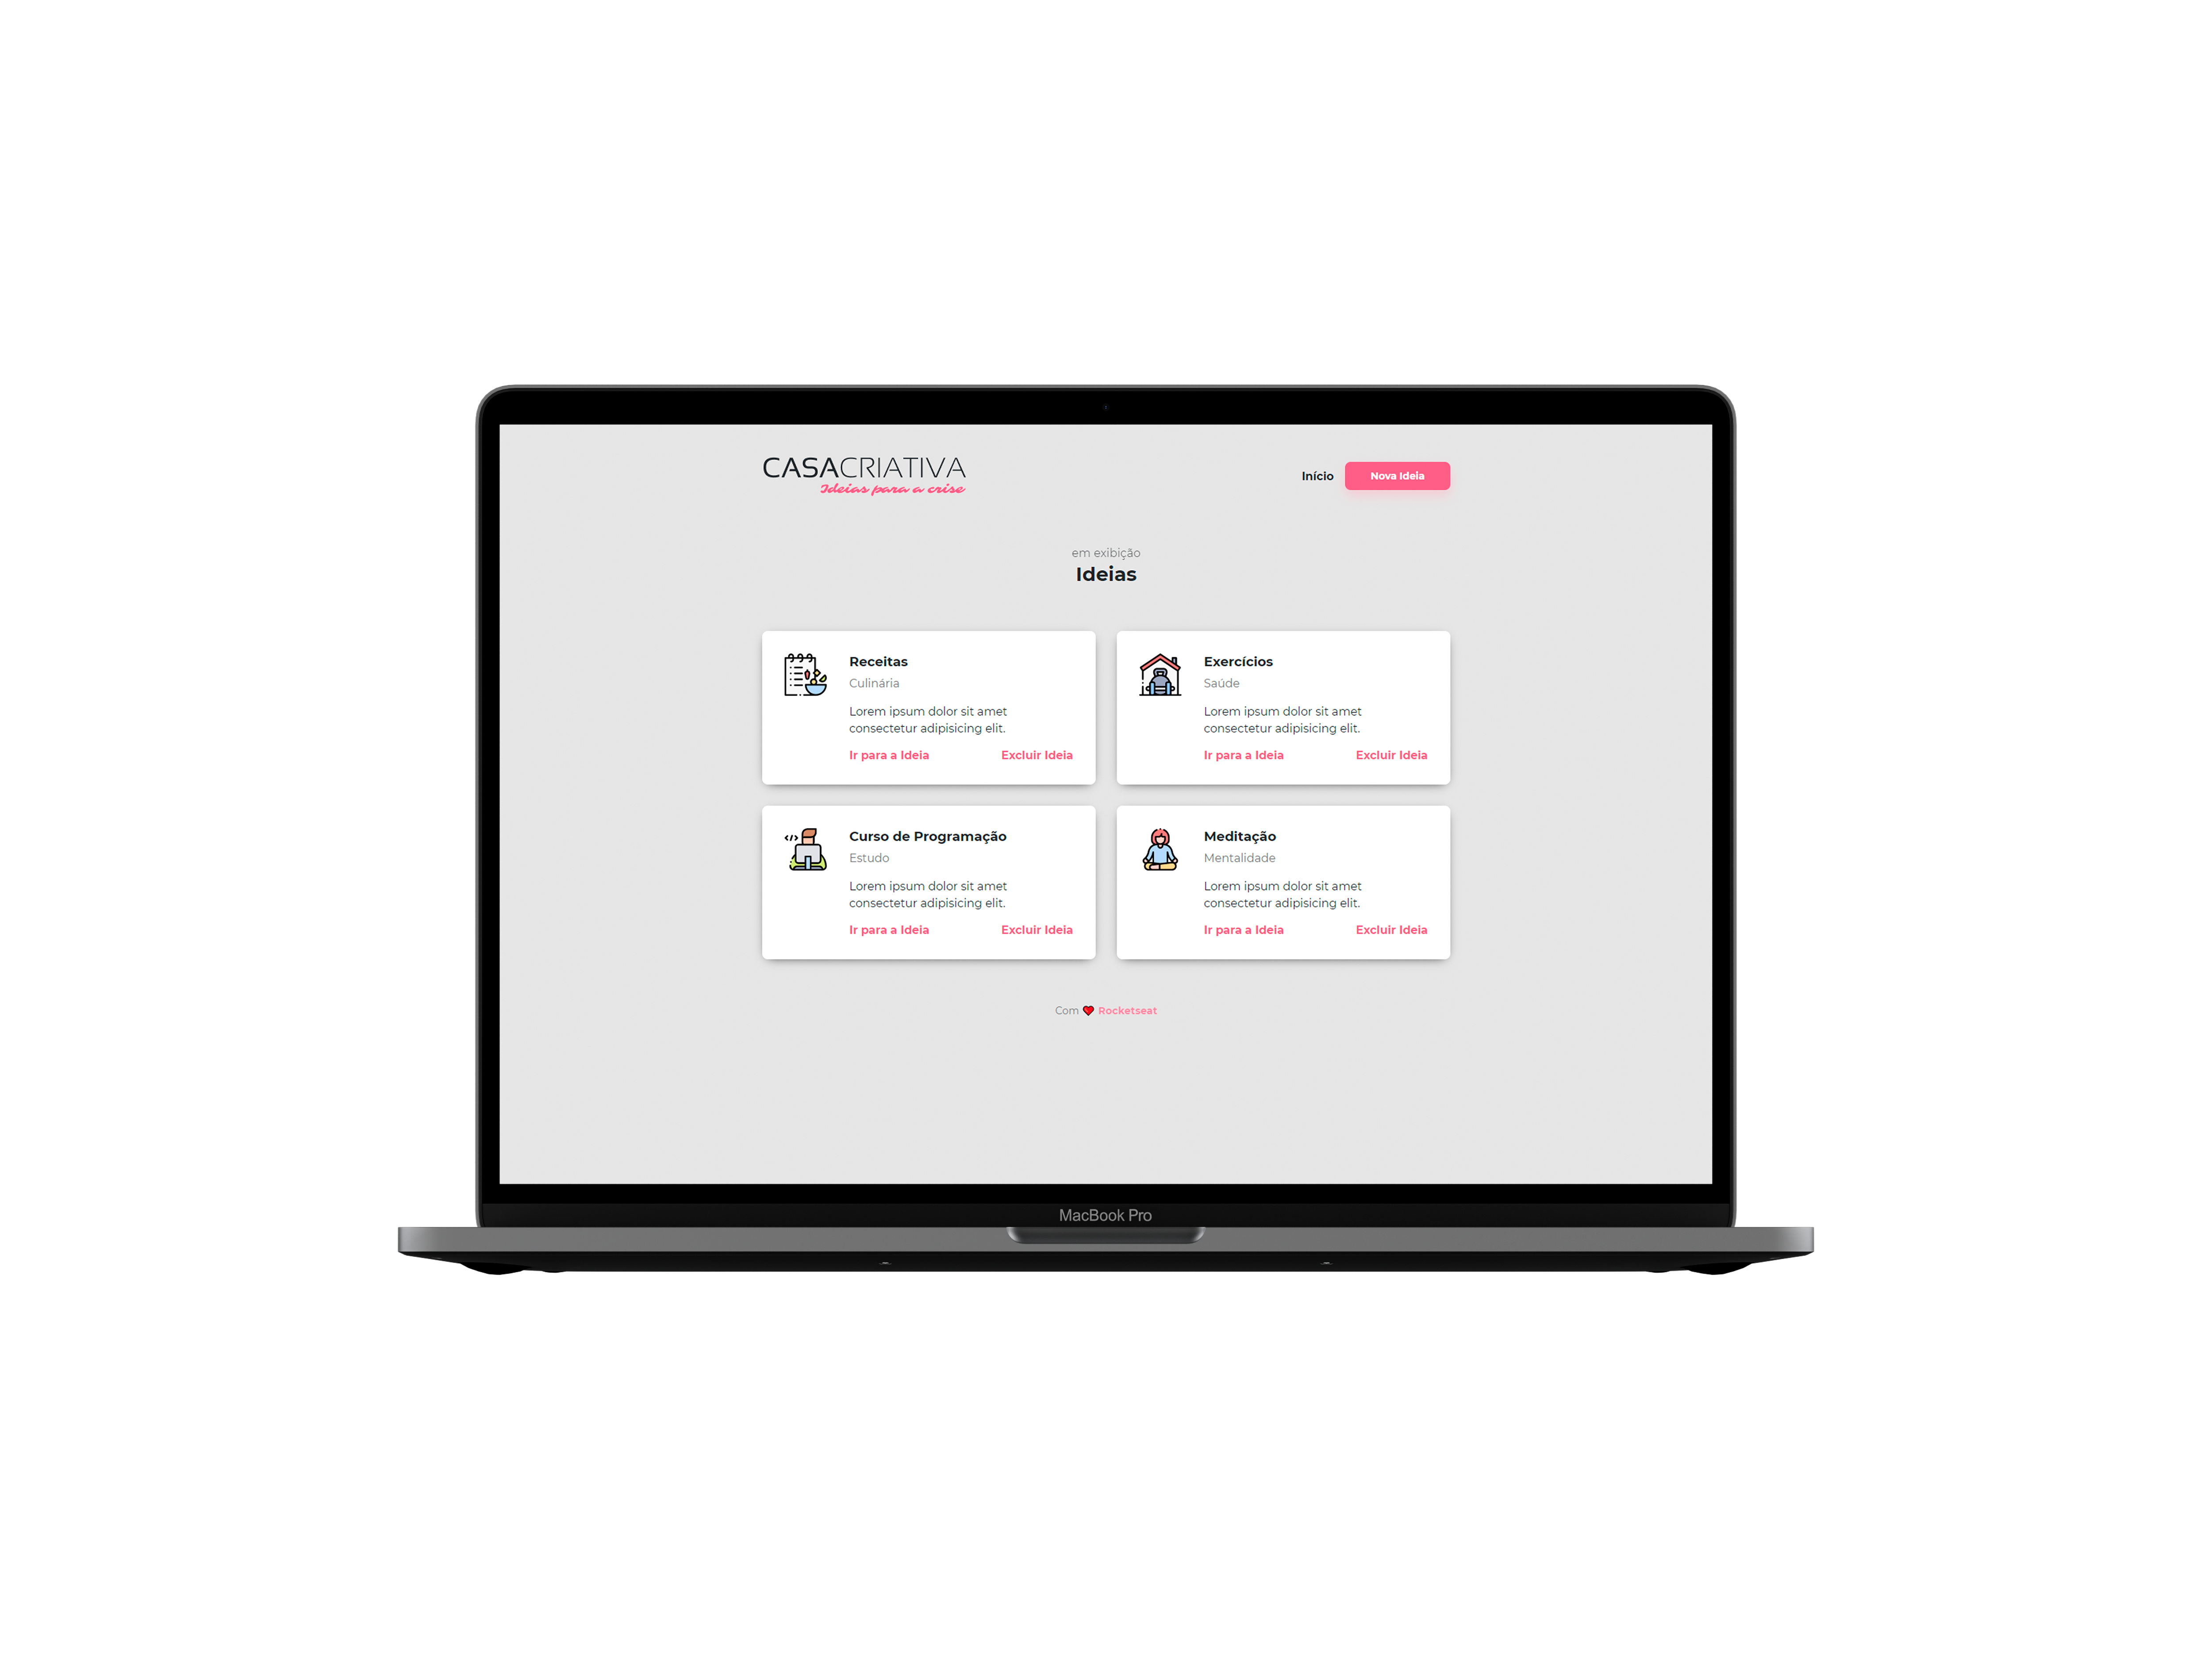 CASACRIATIVA
Ideias para a crise
Início
Nova Ideia
em exibição
Ideias
Receitas
Culinária
Lorem ipsum dolor sit amet
consectetur adipisicing elit.
Ir para a Ideia
Excluir Ideia
Exercícios
Saúde
Lorem ipsum dolor sit amet
consectetur adipisicing elit.
Ir para a Ideia
Excluir Ideia
</> Curso de Programação
Estudo
Lorem ipsum dolor sit amet
consectetur adipisicing elit.
Ir para a Ideia
Excluir Ideia
Meditação
Mentalidade
Lorem ipsum dolor sit amet
consectetur adipisicing elit.
Ir para a Ideia
Excluir Ideia
Com ❤ Rocketseat
MacBook Pro